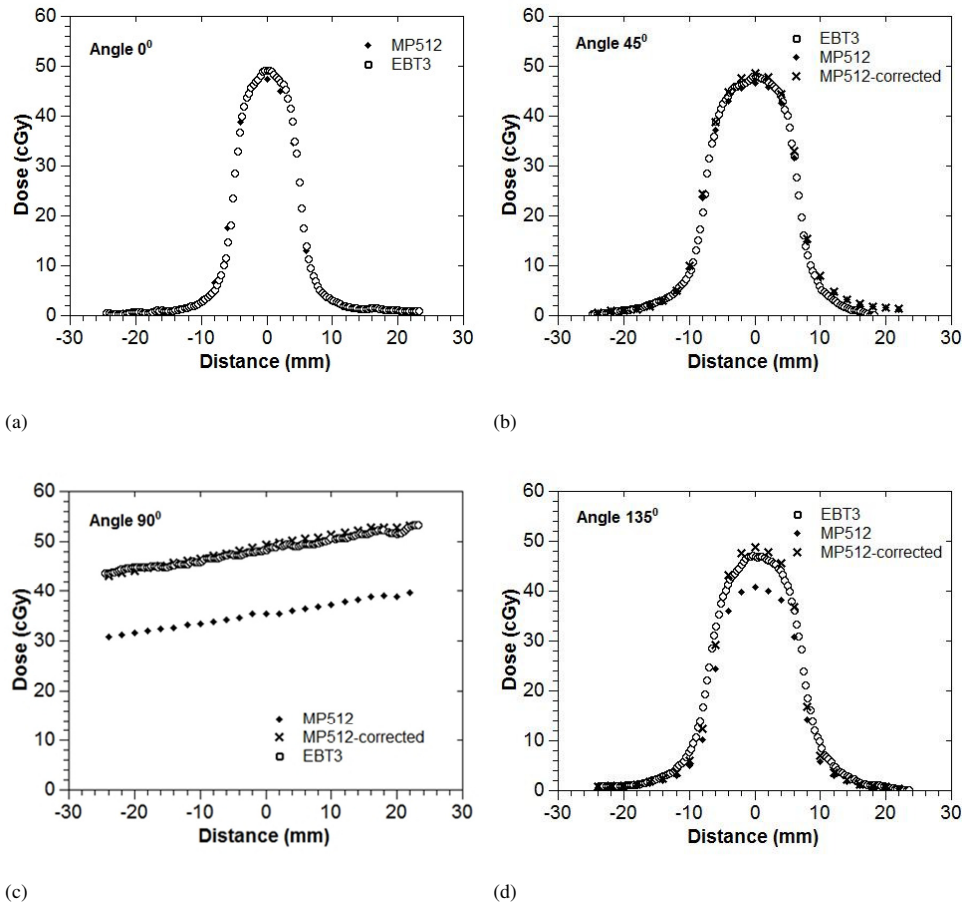 60
50
40
30
20
10
0
Dose (cGy)
Angle 0⁰
MP512
EBT3
-30 -20 -10 0 10 20 30
Distance (mm)
(a)
60
50
40
30
20
10
0
Dose (cGy)
Angle 45⁰
EBT3
MP512
MP512-corrected
-30 -20 -10 0 10 20 30
Distance (mm)
(b)
60
50
40
30
20
10
0
Dose (cGy)
Angle 90⁰
MP512
MP512-corrected
EBT3
-30 -20 -10 0 10 20 30
Distance (mm)
(c)
60
50
40
30
20
10
0
Dose (cGy)
Angle 135⁰
EBT3
MP512
MP512-corrected
-30 -20 -10 0 10 20 30
Distance (mm)
(d)